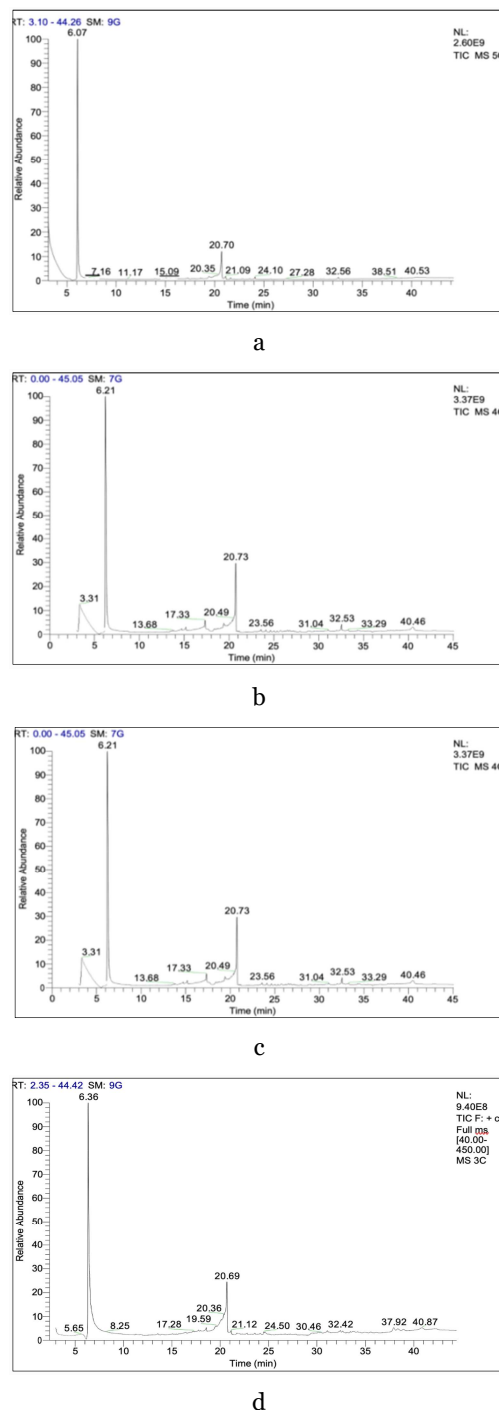 RT: 3.10 - 44.26 SM: 9G
6.07
NL:
2.60E9
TIC MS
100
90
80
70
60
50
40
30
20
10
0
Relative Abundance
20.70
7.16 11.17 15.09 20.35 21.09 24.10 27.28 32.56 38.51 40.53
5 10 15 20 25 30 35 40
Time (min)
a
RT: 0.00 - 45.05 SM: 7G
6.21
NL:
3.37E9
TIC MS
100
90
80
70
60
50
40
30
20
10
0
Relative Abundance
20.73
3.31 13.68 17.33 20.49 23.56 31.04 32.53 33.29 40.46
0 5 10 15 20 25 30 35 40 45
Time (min)
b
RT: 0.00 - 45.05 SM: 7G
6.21
NL:
3.37E9
TIC MS
100
90
80
70
60
50
40
30
20
10
0
Relative Abundance
20.73
3.31 13.68 17.33 20.49 23.56 31.04 32.53 33.29 40.46
0 5 10 15 20 25 30 35 40 45
Time (min)
c
RT: 2.35 - 44.42 SM: 9G
6.36
NL:
9.40E8
TIC F: + c
Full ms
[40.00-
450.00]
MS 3C
100
90
80
70
60
50
40
30
20
10
0
Relative Abundance
20.69
5.65 8.25 17.28 19.59 20.36 21.12 24.50 30.46 32.42 37.92 40.87
5 10 15 20 25 30 35 40
Time (min)
d